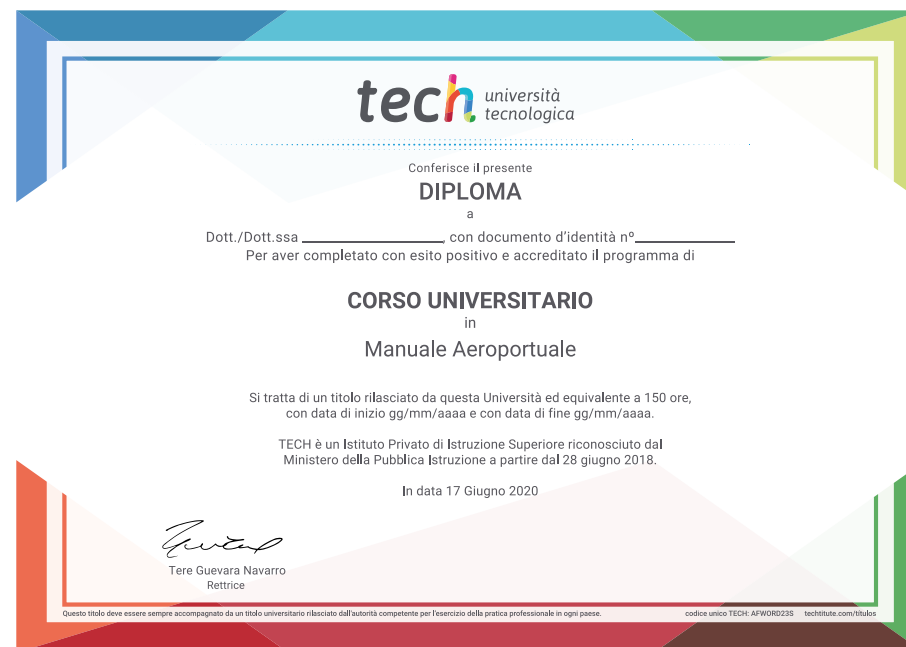 tech università
tecnologica
Conferisce il presente
DIPLOMA
a
Dott./Dott.ssa ____________________, con documento d'identità nº______________
Per aver completato con esito positivo e accreditato il programma di
CORSO UNIVERSITARIO
in
Manuale Aeroportuale
Si tratta di un titolo rilasciato da questa Università ed equivalente a 150 ore,
con data di inizio gg/mm/aaaa e con data di fine gg/mm/aaaa.
TECH è un Istituto Privato di Istruzione Superiore riconosciuto dal
Ministero della Pubblica Istruzione a partire dal 28 giugno 2018.
In data 17 Giugno 2020
Tere Guevara Navarro
Rettrice
Questo titolo deve essere sempre accompagnato da un titolo universitario rilasciato dall'autorità competente per l'esercizio della pratica professionale in ogni paese. codice unico TECH: AFWORD23S techtitute.com/títulos